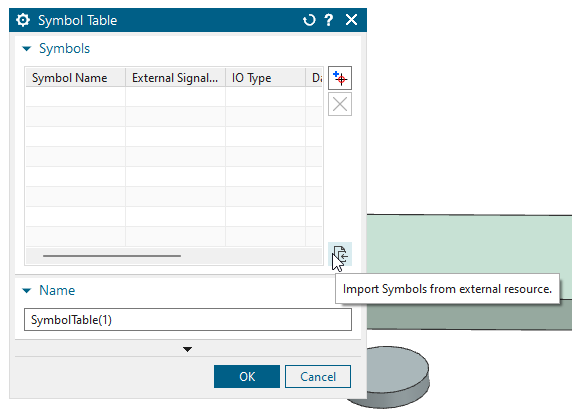 Symbol Table
Symbols
Symbol Name External Signal... IO Type Da
Import Symbols from external resource.
Name
SymbolTable(1)
OK Cancel